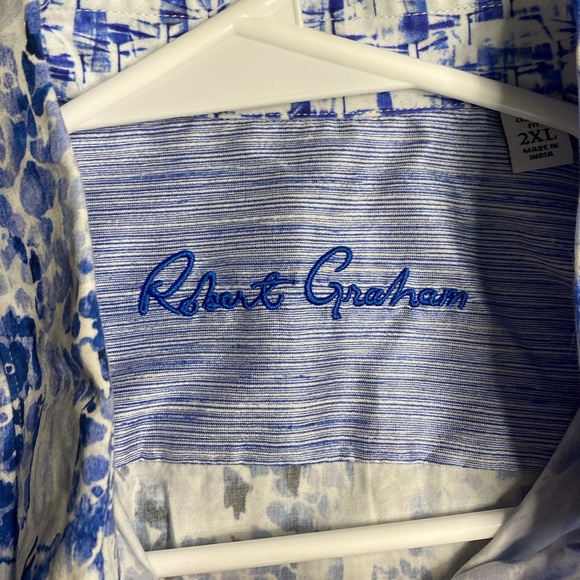 Robert Graham
2XL
MADE IN
INDIA